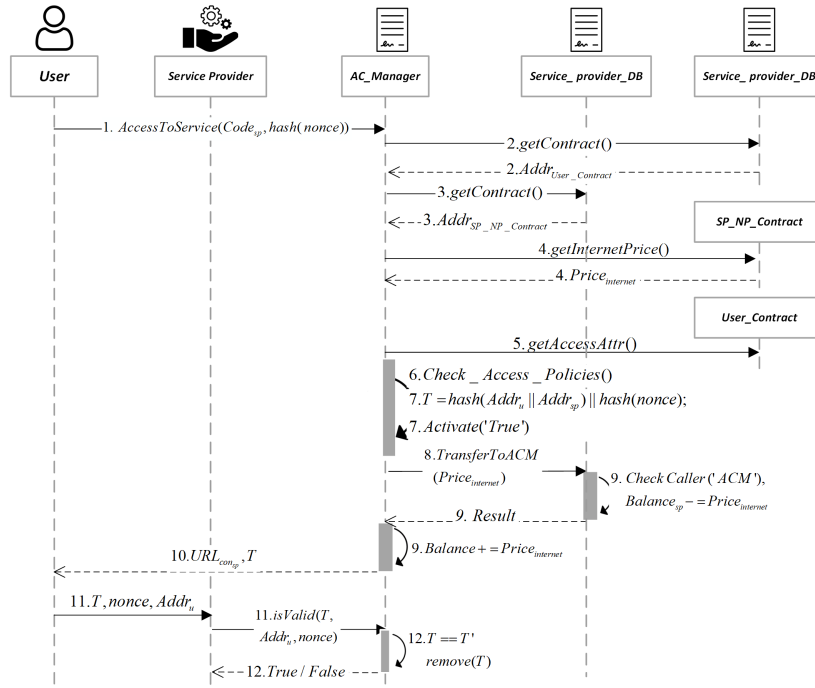 User
Service Provider
AC_Manager
Service_ provider_DB
Service_ provider_DB
1. AccessToService(Code_sp,hash(nonce))
2.getContract()
2.Addr_User_Contract
3.getContract()
3.Addr_SP_NP_Contract
SP_NP_Contract
4.getInternetPrice()
4.Price_internet
User_Contract
5.getAccessAttr()
6.Check_Access_Policies()
7.T=hash(Addr_u||Addr_sp)||hash(nonce);
7.Activate('True')
8.TransferToACM
(Price_internet)
9. CheckCaller('ACM'),
Balance_sp-=Price_internet
9. Result
9.Balance+=Price_internet
10.URL_con_sp,T
11.T,nonce,Addr_u
11.isValid(T,
Addr_u,nonce)
12.T==T'
remove(T)
12.True/False